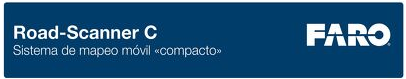 Road-Scanner C
Sistema de mapeo móvil «compacto»
FARO